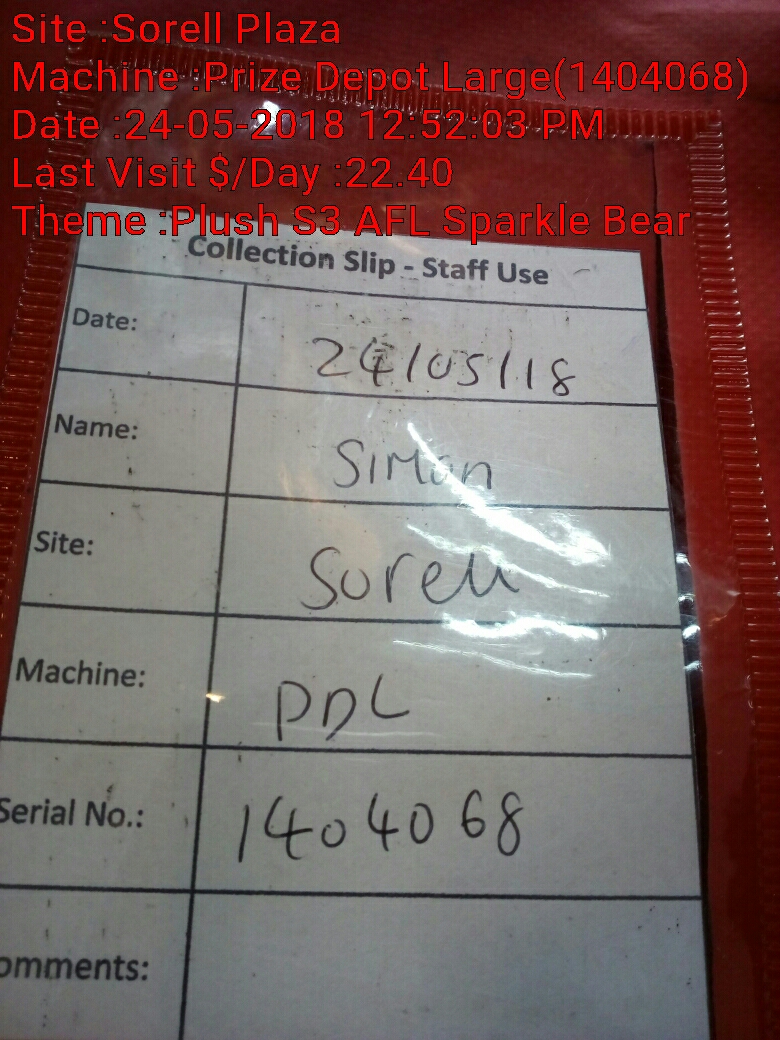 Site :Sorell Plaza
Machine :Prize Depot Large(1404068)
Date :24-05-2018 12:52:03 PM
Last Visit $/Day :22.40
Theme :Plush S3 AFL Sparkle Bear
Collection Slip - Staff Use
Date: 24/05/18
Name: Simon
Site: Sorell
Machine: PDL
Serial No.: 1404068
omments: